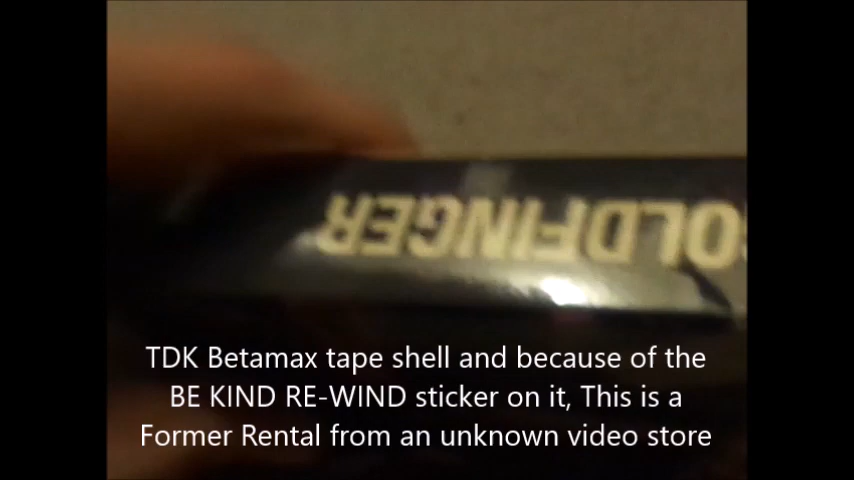 GOLDFINGER
TDK Betamax tape shell and because of the
BE KIND RE-WIND sticker on it, This is a
Former Rental from an unknown video store